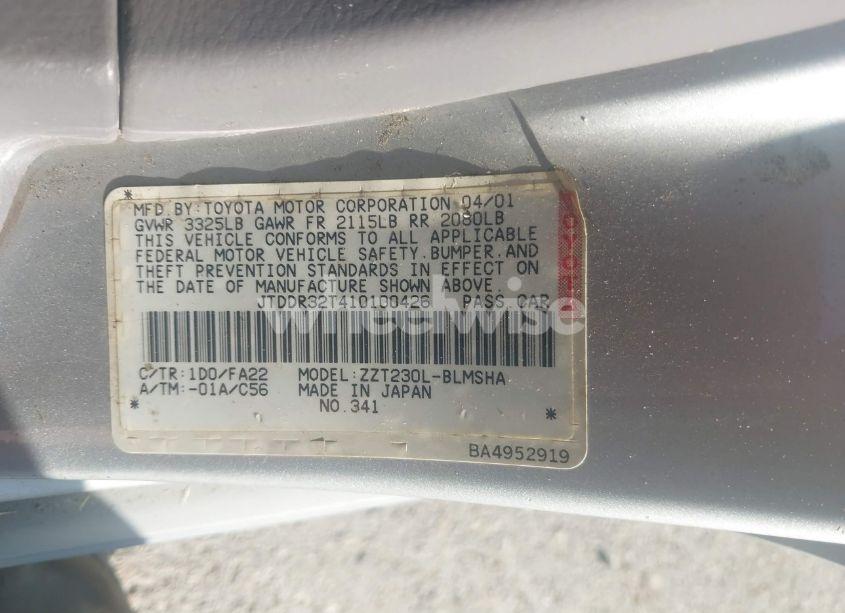 MFD.BY:TOYOTA MOTOR CORPORATION 04/01
GVWR 3325LB GAWR FR 2115LB RR 2080LB
THIS VEHICLE CONFORMS TO ALL APPLICABLE
FEDERAL MOTOR VEHICLE SAFETY.BUMPER.AND
THEFT PREVENTION STANDARDS IN EFFECT ON
THE DATE OF MANUFACTURE SHOWN ABOVE.
JTDDR32T410100426 PASS.CAR
TOYOTA
wheelwise
C/TR:1D0/FA22 MODEL:ZZT230L-BLMSHA
A/TM:-01A/C56 MADE IN JAPAN
NO.341
BA4952919